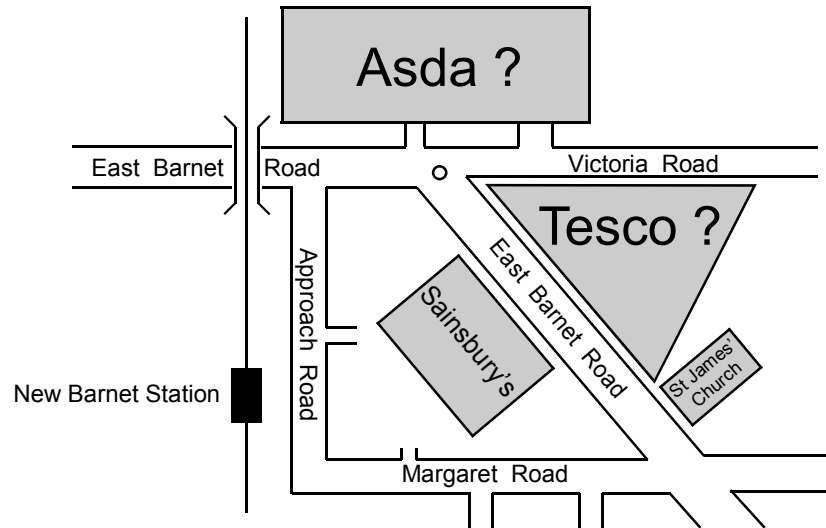 Asda ?
East Barnet Road
Victoria Road
Tesco ?
East Barnet Road
Approach Road
Sainsbury's
St James'
Church
New Barnet Station
Margaret Road